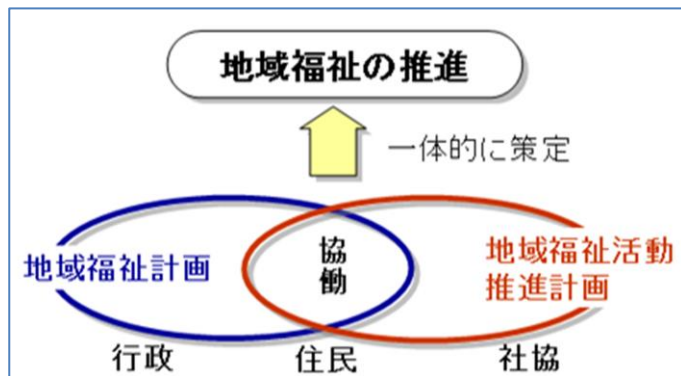 地域福祉の推進
一体的に策定
協働
地域福祉計画
地域福祉活動
推進計画
行政
住民
社協